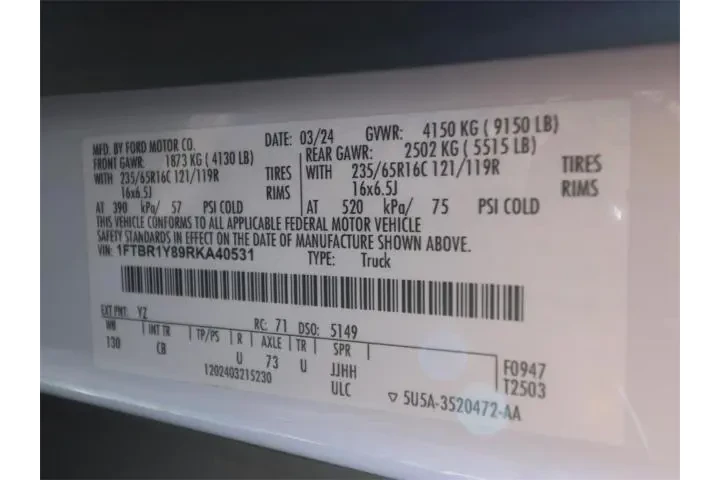 MFD. BY FORD MOTOR CO. DATE: 03/24 GVWR: 4150 KG ( 9150 LB)
FRONT GAWR: 1873 KG ( 4130 LB) REAR GAWR: 2502 KG ( 5515 LB)
WITH 235/65R16C 121/119R TIRES WITH 235/65R16C 121/119R TIRES
16x6.5J RIMS 16x6.5J RIMS
AT 390 kPa/ 57 PSI COLD AT 520 kPa/ 75 PSI COLD
THIS VEHICLE CONFORMS TO ALL APPLICABLE FEDERAL MOTOR VEHICLE
SAFETY STANDARDS IN EFFECT ON THE DATE OF MANUFACTURE SHOWN ABOVE.
VIN: 1FTBR1Y89RKA40531 TYPE: Truck
EXT PNT: YZ RC: 71 DSO: 5149
WB INT TR TP/PS R AXLE TR SPR F0947
130 CB U 73 U JJHH T2503
1202403215230 ULC ▽ 5U5A-3520472-AA